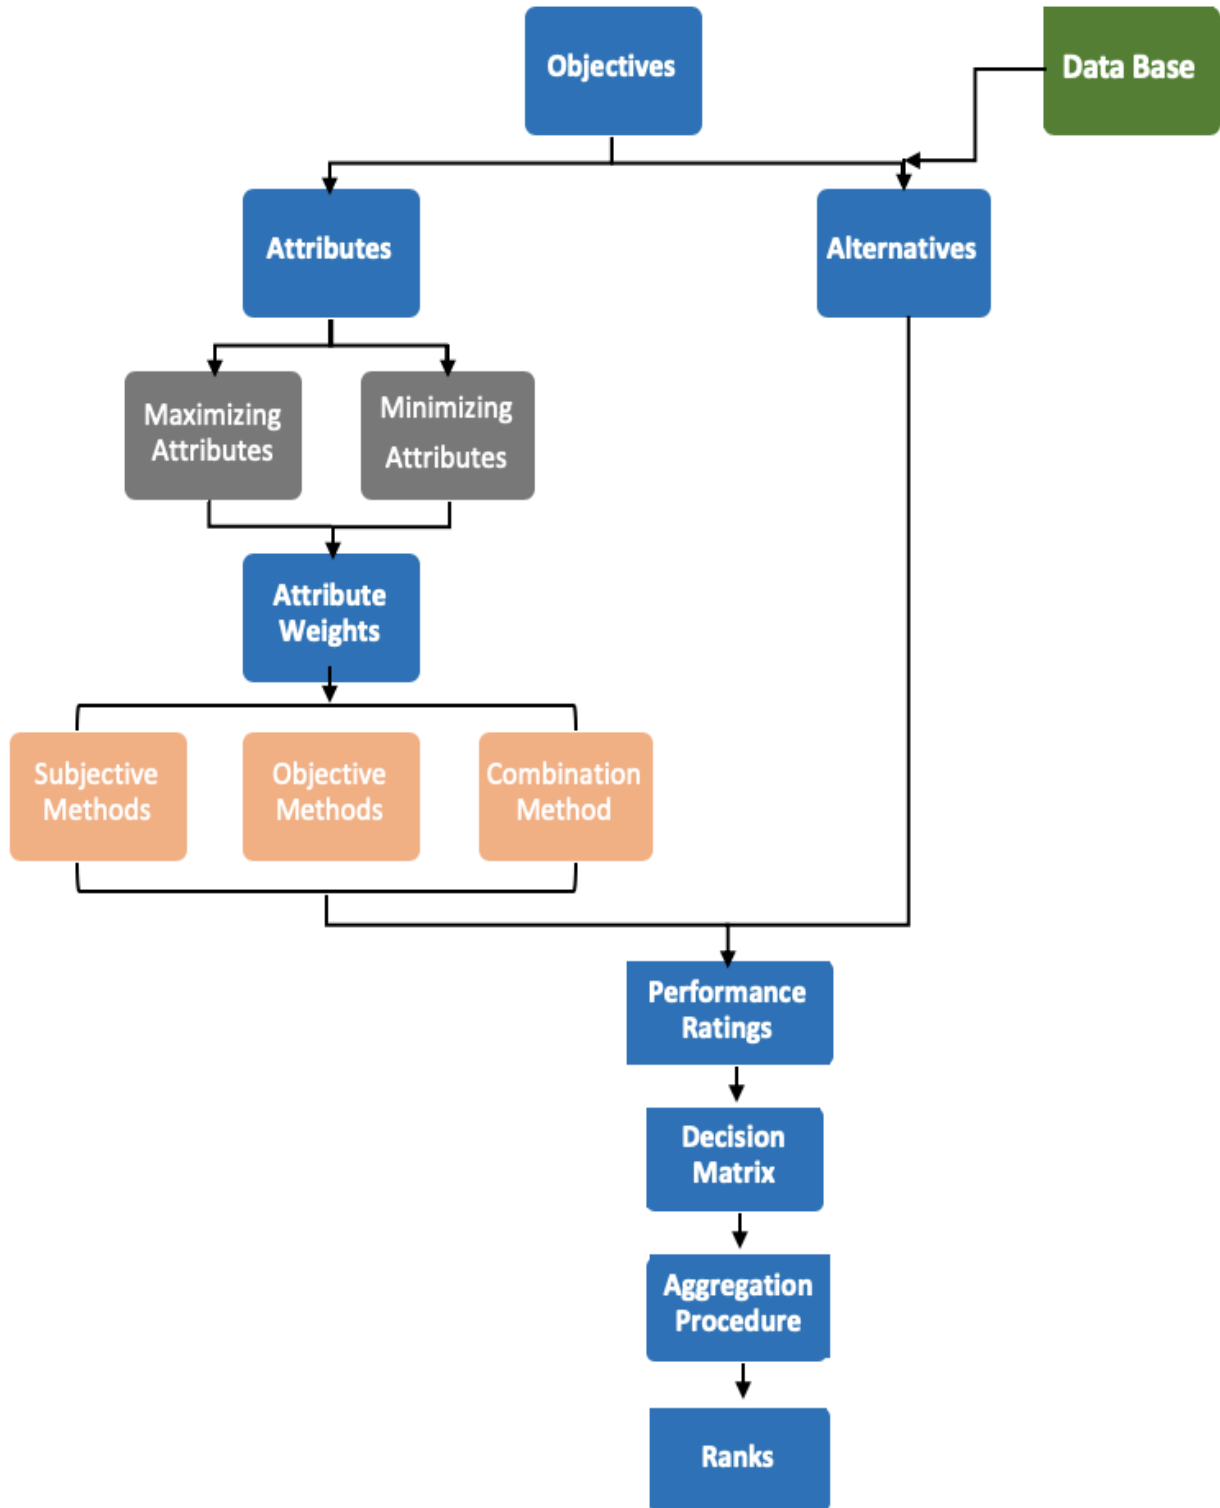 Objectives
Data Base
Attributes
Alternatives
Maximizing
Attributes
Minimizing
Attributes
Attribute
Weights
Subjective
Methods
Objective
Methods
Combination
Method
Performance
Ratings
Decision
Matrix
Aggregation
Procedure
Ranks